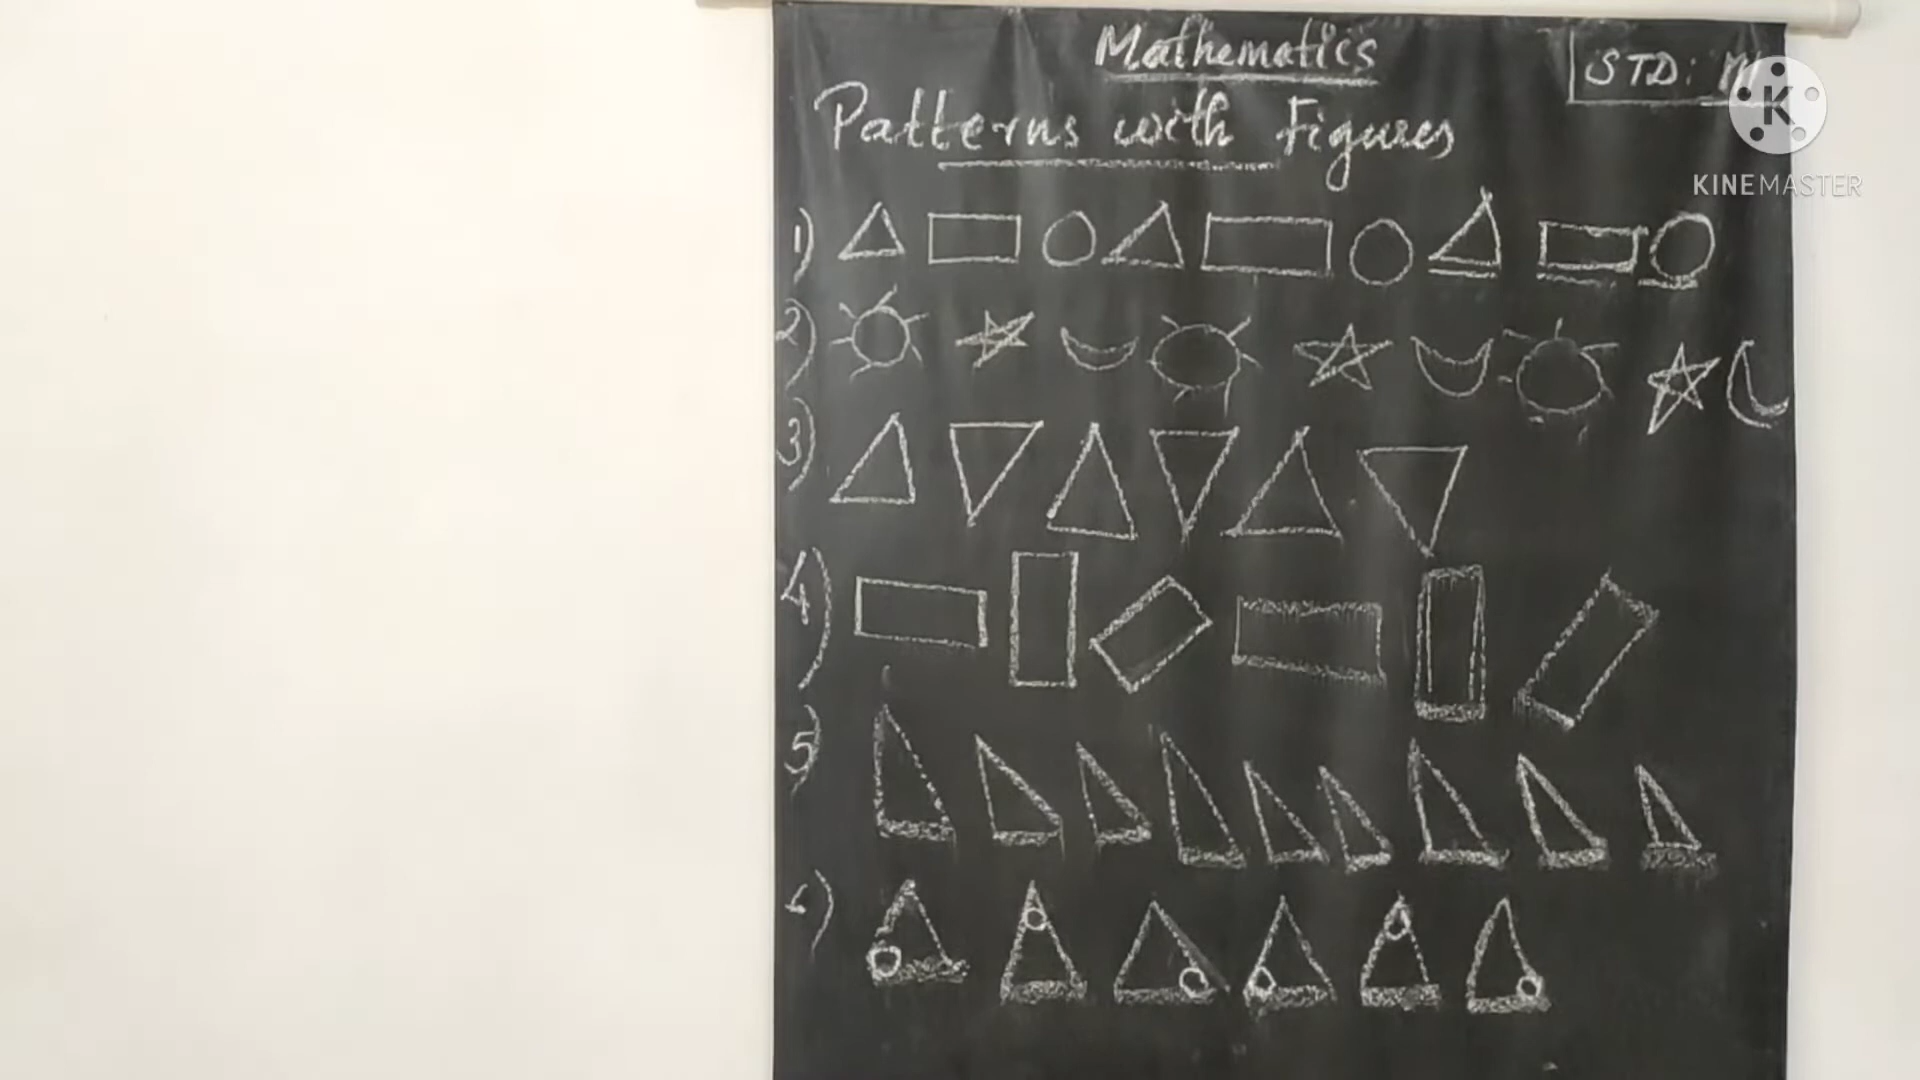 Mathematics
STD:
Patterns with Figures
K
KINEMASTER
1)
2)
3)
4)
5)
6)